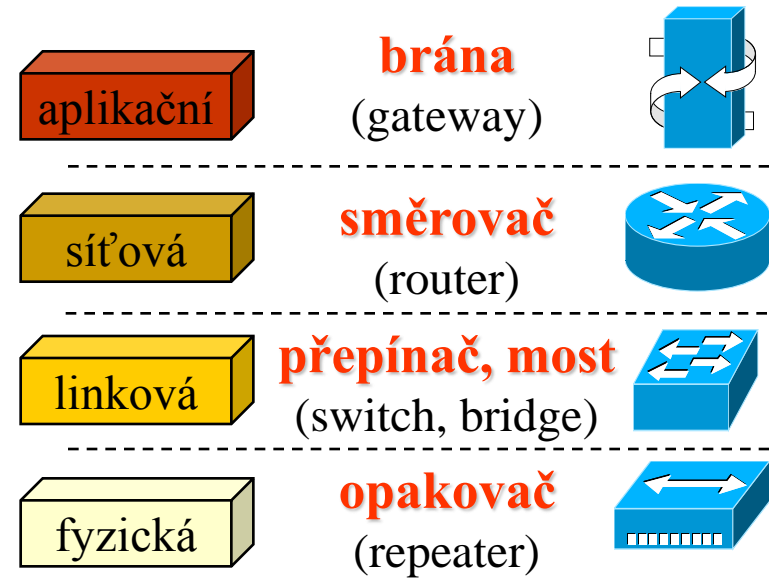 aplikační
brána
(gateway)
síťová
směrovač
(router)
linková
přepínač, most
(switch, bridge)
fyzická
opakovač
(repeater)